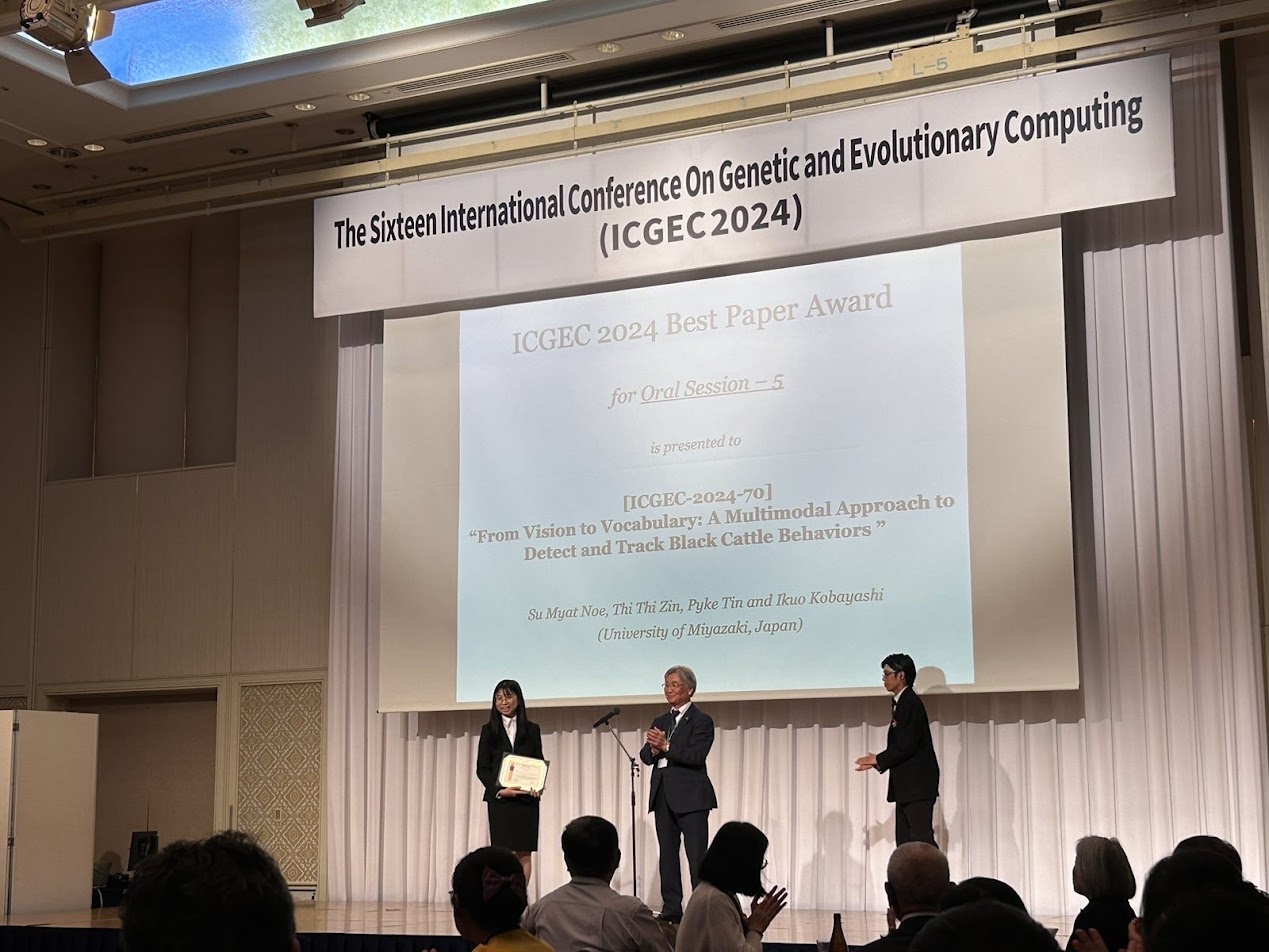 L-5
The Sixteen International Conference On Genetic and Evolutionary Computing
(ICGEC2024)
ICGEC 2024 Best Paper Award
for Oral Session – 5
is presented to
[ICGEC-2024-70]
“From Vision to Vocabulary: A Multimodal Approach to
Detect and Track Black Cattle Behaviors ”
Su Myat Noe, Thi Thi Zin, Pyke Tin and Ikuo Kobayashi
(University of Miyazaki, Japan)